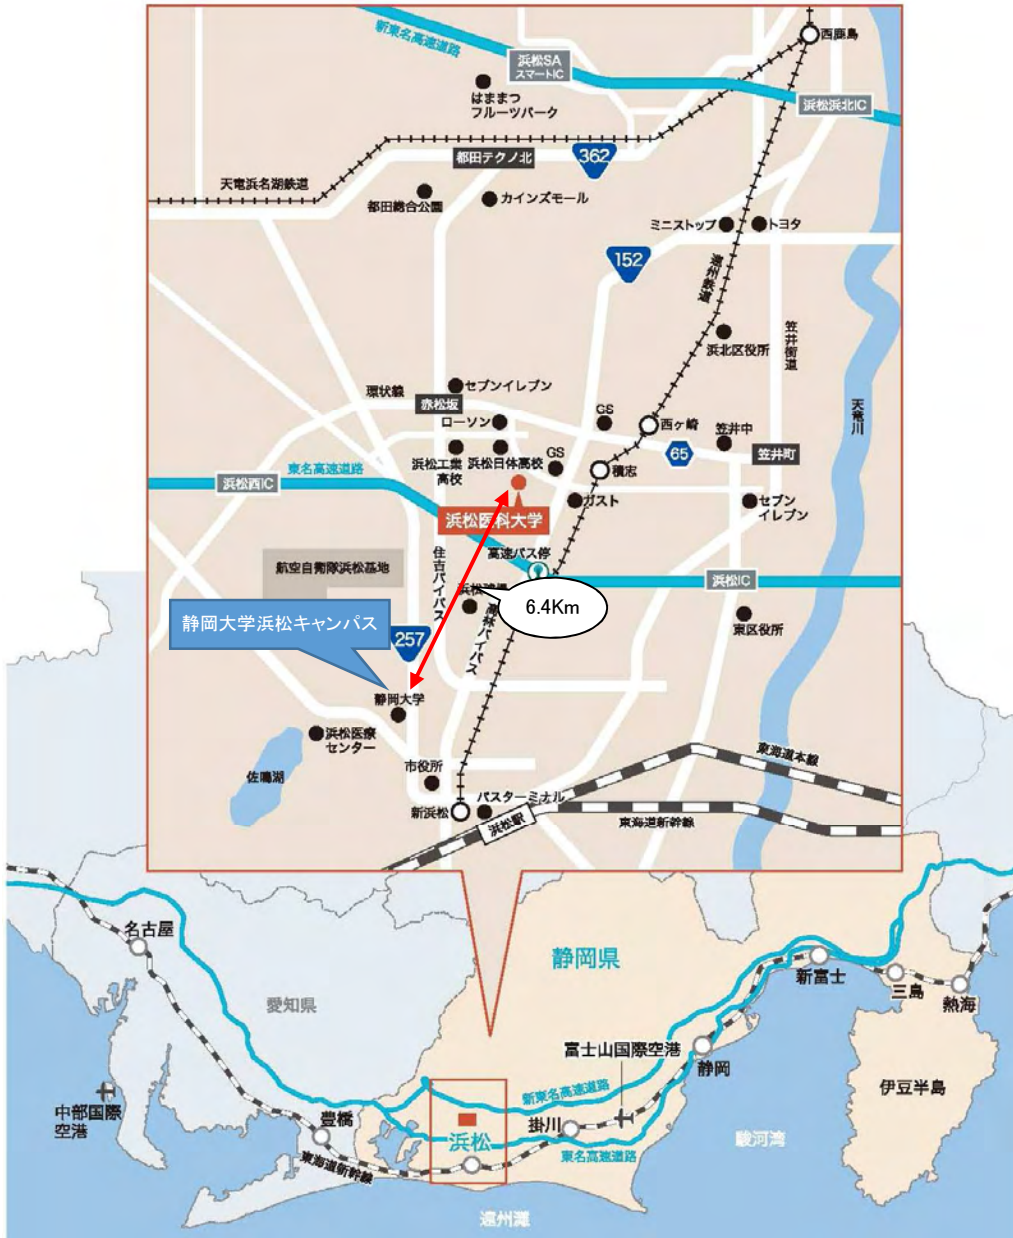 新東名高速道路
西鹿島
浜松SA
スマートIC
はままつ
フルーツパーク
浜松浜北IC
都田テクノ北
362
天竜浜名湖鉄道
都田総合公園
カインズモール
ミニストップ
トヨタ
152
遠州鉄道
浜北区役所
笠井街道
環状線
セブンイレブン
赤松坂
ローソン
GS
西ヶ崎
笠井中
天竜川
浜松工業
高校
浜松日体高校
GS
65
笠井町
東名高速道路
浜松西IC
積志
ガスト
セブン
イレブン
浜松医科大学
高速バス停
住吉バイパス
航空自衛隊浜松基地
浜松IC
6.4Km
静岡大学浜松キャンパス
257
高林バイパス
東区役所
静岡大学
浜松医療
センター
佐鳴湖
市役所
新浜松
バスターミナル
浜松駅
東海道本線
東海道新幹線
名古屋
愛知県
静岡県
新富士
三島
熱海
富士山国際空港
静岡
伊豆半島
中部国際
空港
豊橋
新東名高速道路
掛川
浜松
東名高速道路
駿河湾
東海道新幹線
遠州灘